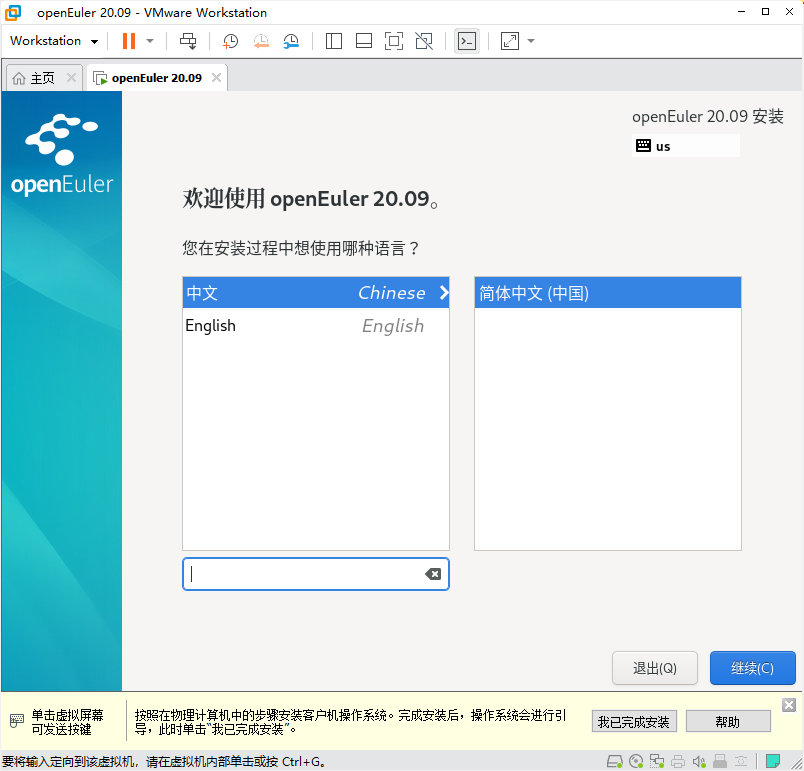 openEuler 20.09 - VMware Workstation
Workstation
主页
openEuler 20.09
openEuler
openEuler 20.09 安装
us
欢迎使用 openEuler 20.09。
您在安装过程中想使用哪种语言？
中文 Chinese
English English
简体中文 (中国)
退出(Q)
继续(C)
单击虚拟屏幕
可发送按键
按照在物理计算机中的步骤安装客户机操作系统。完成安装后，操作系统会进行引
导，此时单击“我已完成安装”。
我已完成安装
帮助
要将输入定向到该虚拟机，请在虚拟机内部单击或按 Ctrl+G。